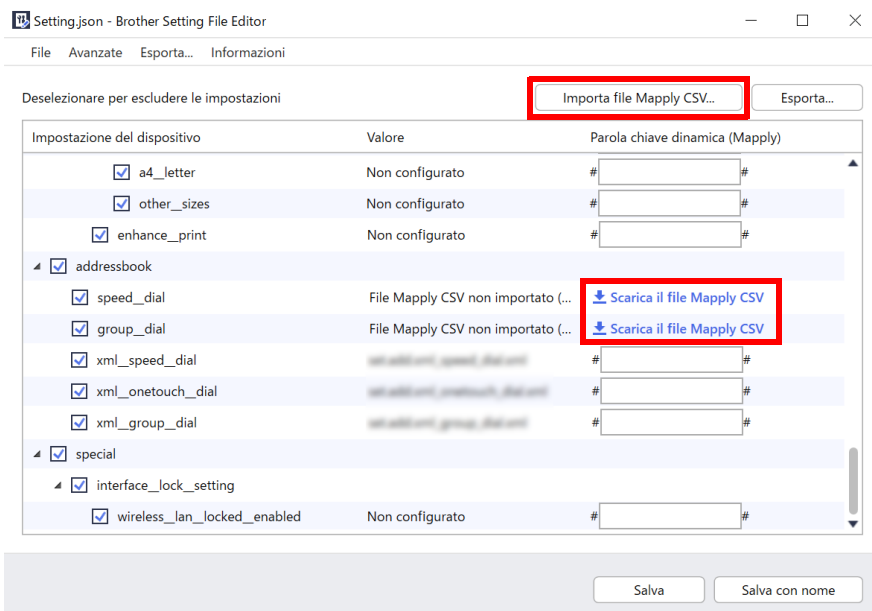 Setting.json - Brother Setting File Editor
File Avanzate Esporta... Informazioni
Deselezionare per escludere le impostazioni Importa file Mapply CSV... Esporta...
Impostazione del dispositivo Valore Parola chiave dinamica (Mapply)
a4__letter Non configurato # #
other__sizes Non configurato # #
enhance__print Non configurato # #
addressbook
speed__dial File Mapply CSV non importato (... Scarica il file Mapply CSV
group__dial File Mapply CSV non importato (... Scarica il file Mapply CSV
xml__speed__dial # #
xml__onetouch__dial # #
xml__group__dial # #
special
interface__lock__setting
wireless__lan__locked__enabled Non configurato # #
Salva Salva con nome